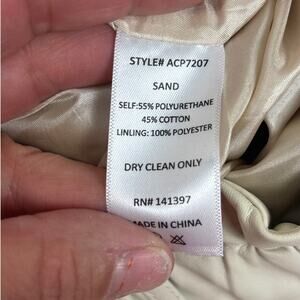 STYLE# ACP7207
SAND
SELF:55% POLYURETHANE
45% COTTON
LINLING: 100% POLYESTER
DRY CLEAN ONLY
RN# 141397
MADE IN CHINA